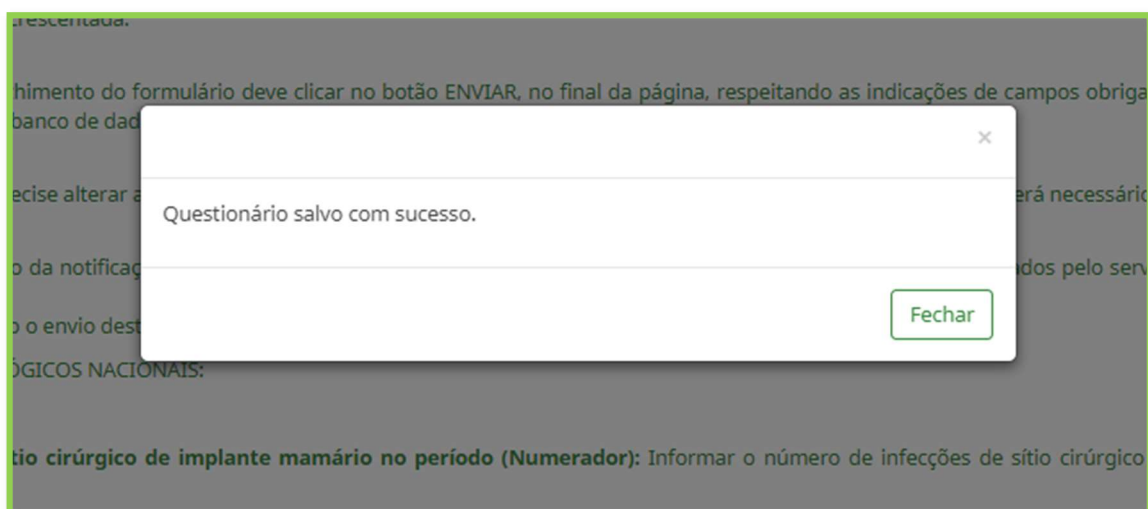 himento do formulário deve clicar no botão ENVIAR, no final da página, respeitando as indicações de campos obriga
banco de dad
×
ecise alterar a
erá necessário
Questionário salvo com sucesso.
o da notificaç
dos pelo serv
Fechar
o o envio dest
ÓGICOS NACIONAIS:
tio cirúrgico de implante mamário no período (Numerador): Informar o número de infecções de sítio cirúrgico